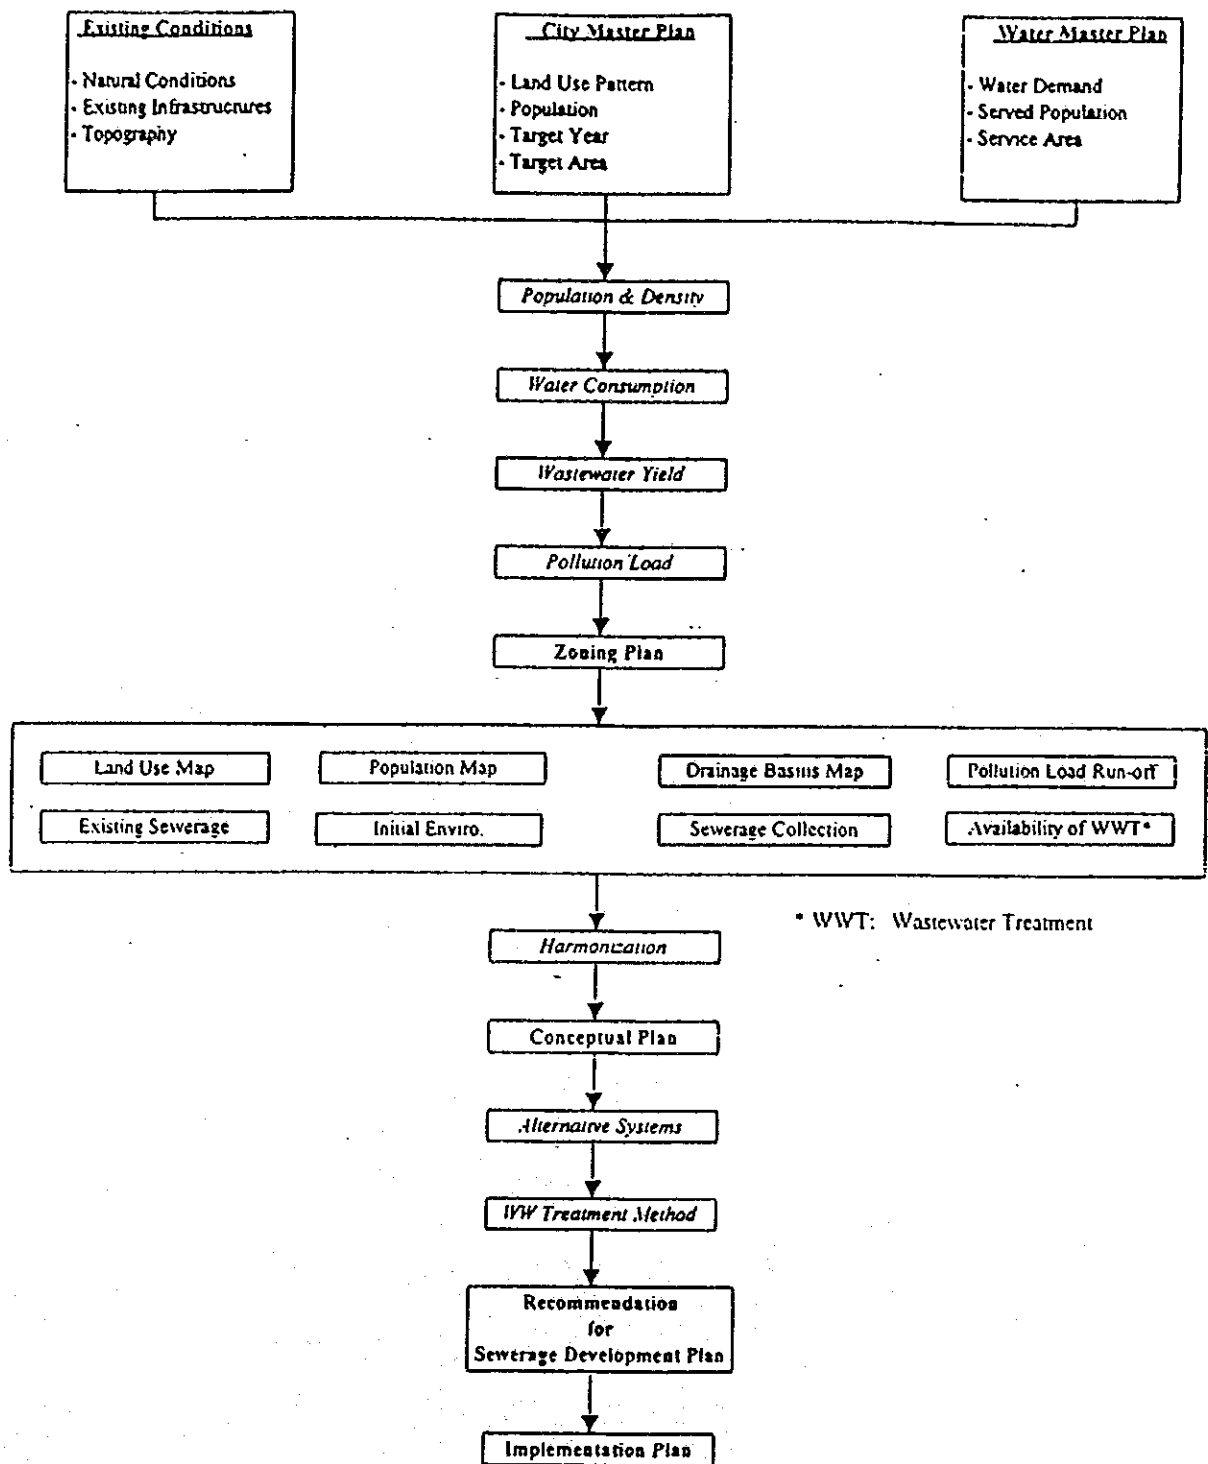 Existing Conditions
- Natural Conditions
- Existing Infrastrucrures
- Topography
City Master Plan
- Land Use Pattern
- Population
- Target Year
- Target Area
Water Master Plan
- Water Demand
- Served Population
- Service Area
Population & Density
Water Consumption
Wastewater Yield
Pollution Load
Zoning Plan
Land Use Map
Population Map
Drainage Basins Map
Pollution Load Run-off
Existing Sewerage
Initial Enviro.
Sewerage Collection
Availability of WWT*
* WWT: Wastewater Treatment
Harmonization
Conceptual Plan
Alternative Systems
WW Treatment Method
Recommendation
for
Sewerage Development Plan
Implementation Plan